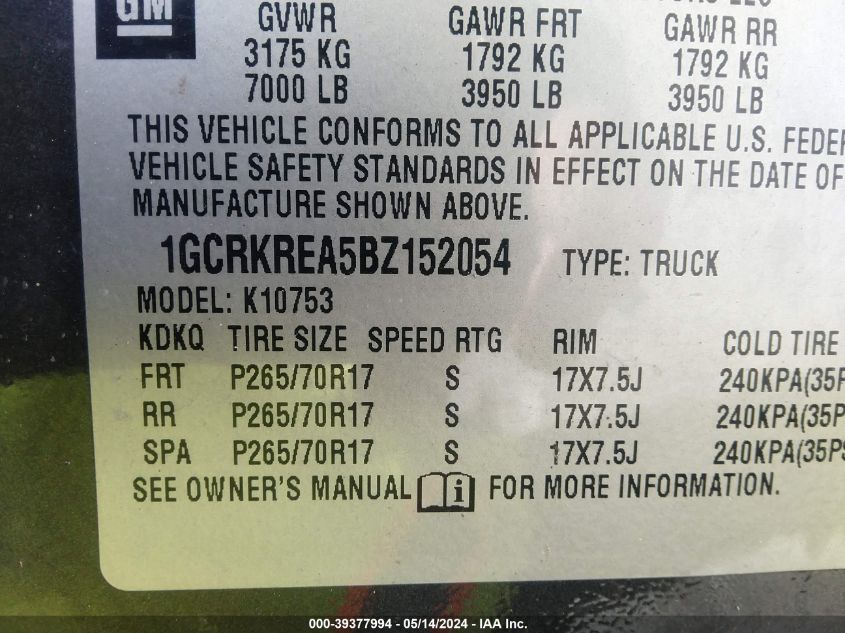 GM
GVWR GAWR FRT GAWR RR
3175 KG 1792 KG 1792 KG
7000 LB 3950 LB 3950 LB
THIS VEHICLE CONFORMS TO ALL APPLICABLE U.S. FEDER
VEHICLE SAFETY STANDARDS IN EFFECT ON THE DATE OF
MANUFACTURE SHOWN ABOVE.
1GCRKREA5BZ152054 TYPE: TRUCK
MODEL: K10753
KDKQ TIRE SIZE SPEED RTG RIM COLD TIRE
FRT P265/70R17 S 17X7.5J 240KPA(35P
RR P265/70R17 S 17X7.5J 240KPA(35P
SPA P265/70R17 S 17X7.5J 240KPA(35PS
SEE OWNER'S MANUAL i FOR MORE INFORMATION.
000-39377994 - 05/14/2024 - IAA Inc.